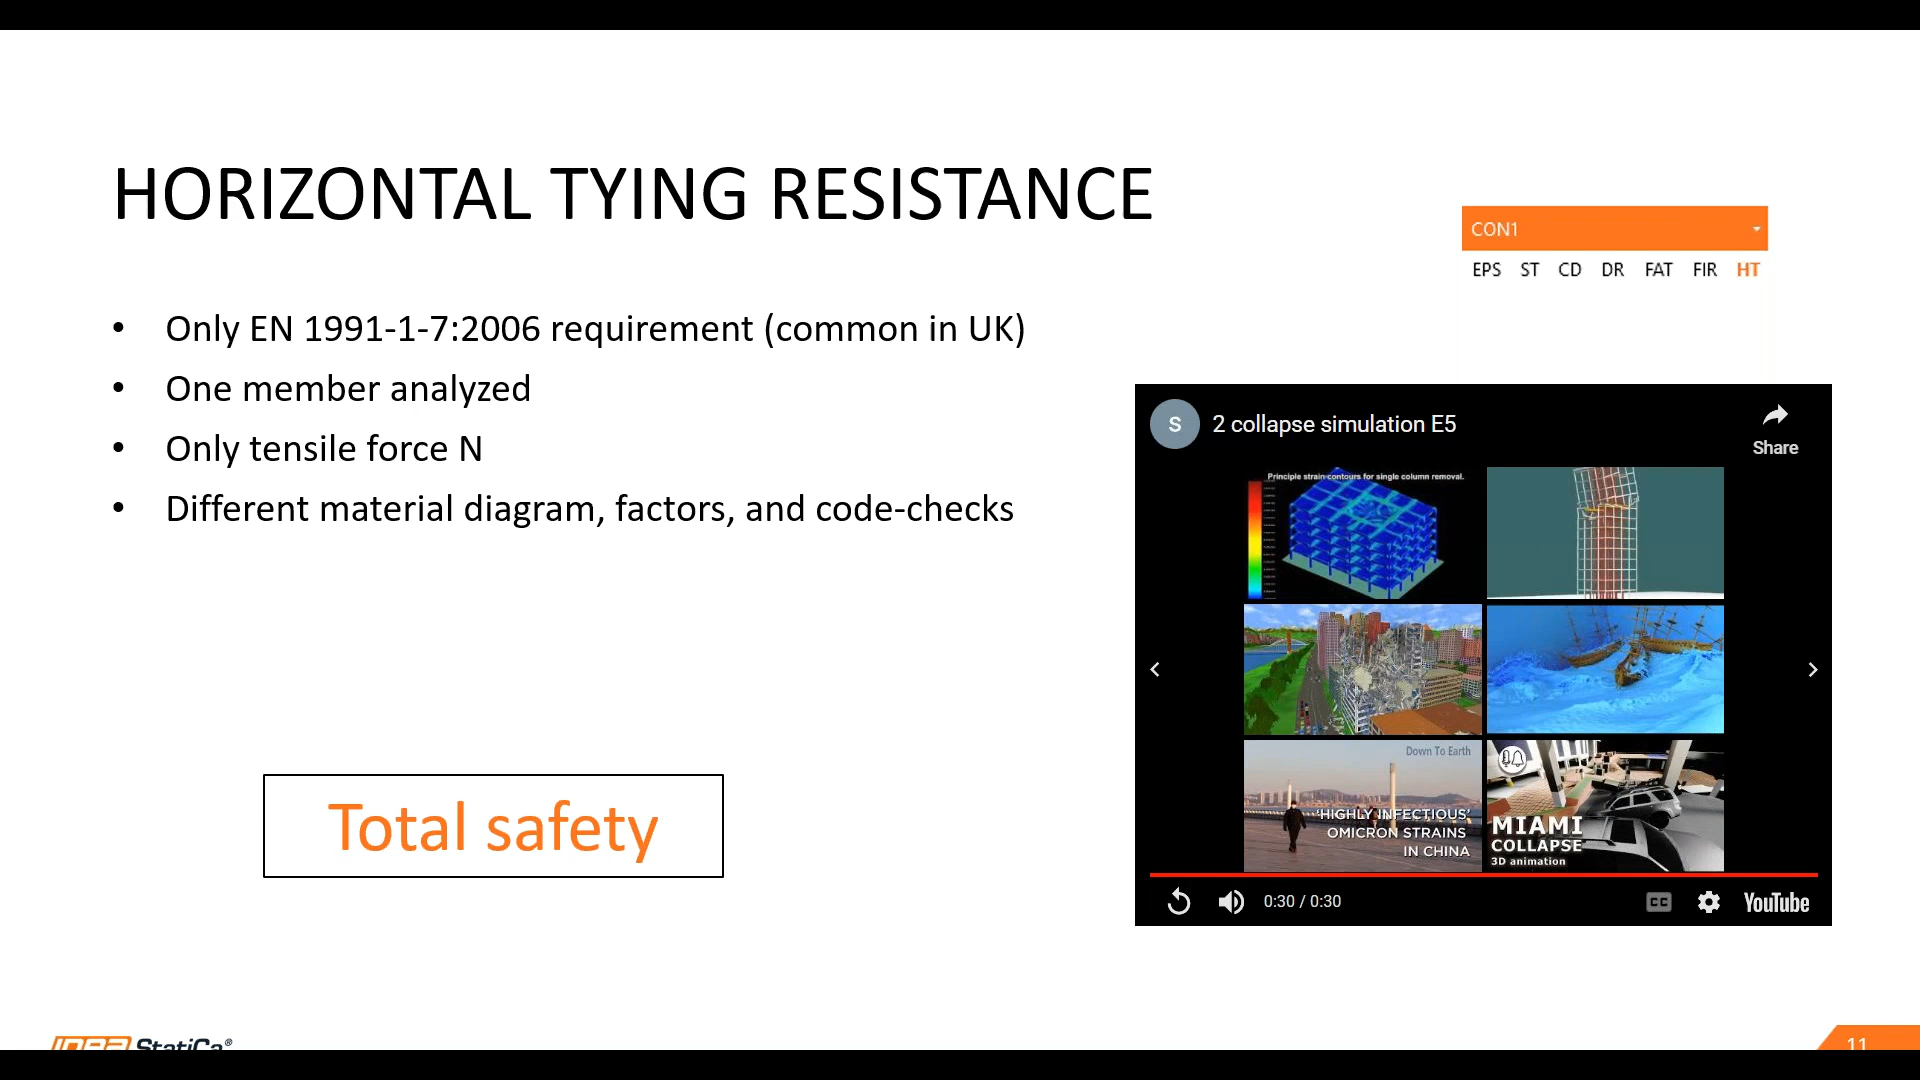 HORIZONTAL TYING RESISTANCE
CON1
EPS ST CD DR FAT FIR HT
• Only EN 1991-1-7:2006 requirement (common in UK)
• One member analyzed
• Only tensile force N
• Different material diagram, factors, and code-checks
Total safety
S
2 collapse simulation E5
Share
Principle strain contours for single column removal.
Down To Earth
'HIGHLY INFECTIOUS'
OMICRON STRAINS
IN CHINA
MIAMI
COLLAPSE
3D animation
0:30 / 0:30
CC
YouTube
IDEA StatiCa®
11